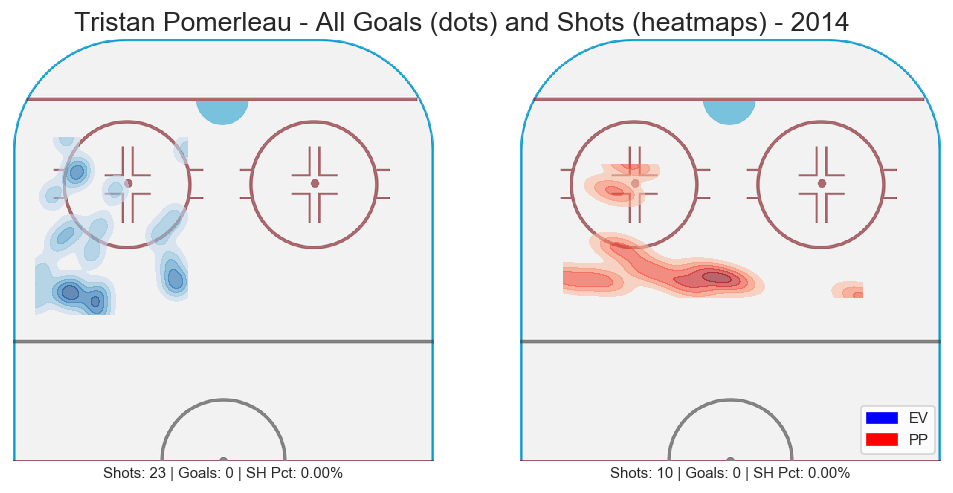 Tristan Pomerleau - All Goals (dots) and Shots (heatmaps) - 2014
EV
PP
Shots: 23 | Goals: 0 | SH Pct: 0.00%
Shots: 10 | Goals: 0 | SH Pct: 0.00%